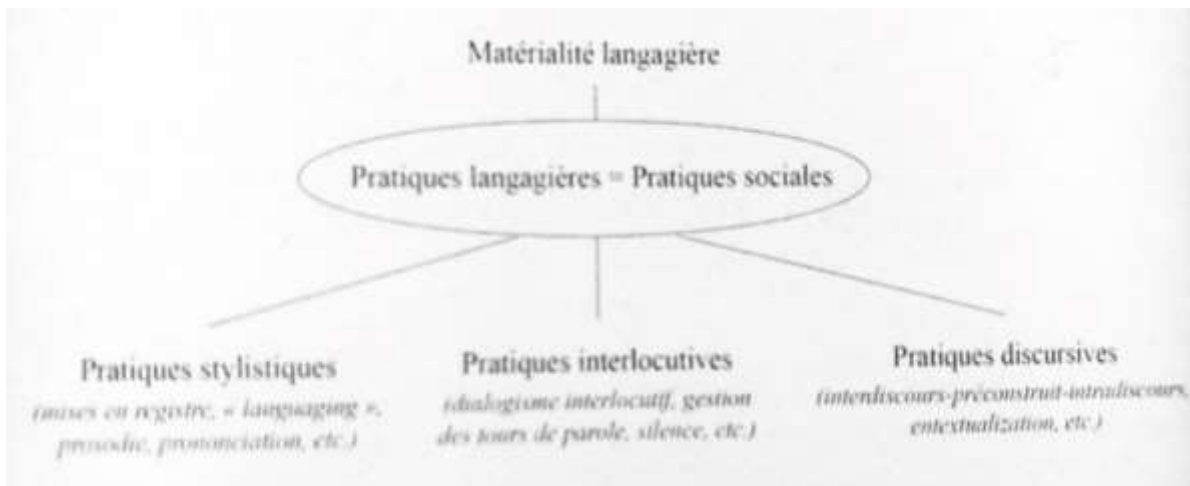 Matérialité langagière
Pratiques langagières = Pratiques sociales
Pratiques stylistiques
(mises en registre, « languaging »,
prosodie, prononciation, etc.)
Pratiques interlocutives
(dialogisme interlocutif, gestion
des tours de parole, silence, etc.)
Pratiques discursives
(interdiscours-préconstruit-intradiscours,
entextualization, etc.)